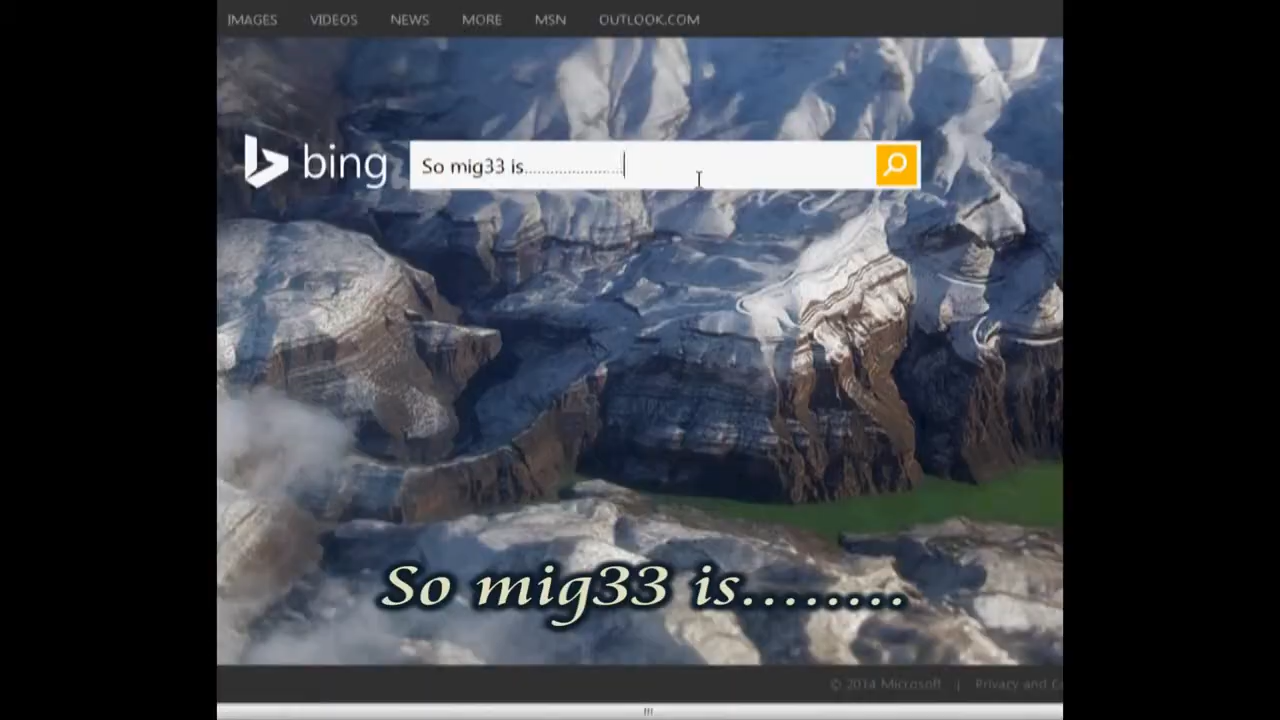 IMAGES VIDEOS NEWS MORE MSN OUTLOOK.COM
bing So mig33 is.......................
So mig33 is........
© 2014 Microsoft | Privacy and